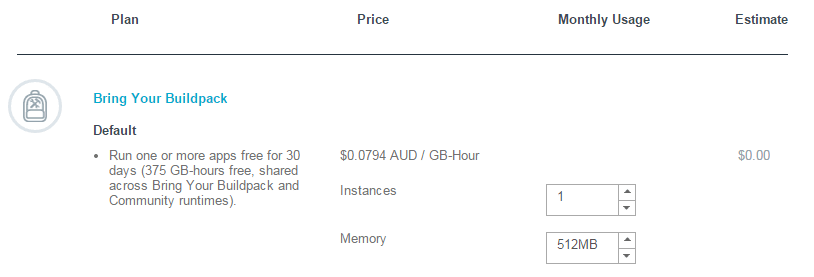 Plan Price Monthly Usage Estimate
Bring Your Buildpack
Default
• Run one or more apps free for 30
days (375 GB-hours free, shared
across Bring Your Buildpack and
Community runtimes).
$0.0794 AUD / GB-Hour
$0.00
Instances
1
Memory
512MB